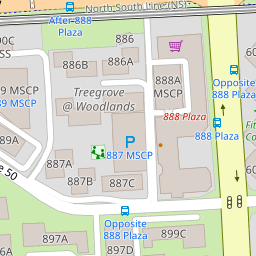 North South Line (NS)
After 888
Plaza
886
90C
SS
886B
886A
Opposite
888 Plaza
Treegrove
@ Woodlands
888A
MSCP
9 MSCP
89 MSCP
888 Plaza
888 Plaza
89A
P
887 MSCP
887A
887B
887C
e 50
Opposite
888 Plaza
897A
897D
899C